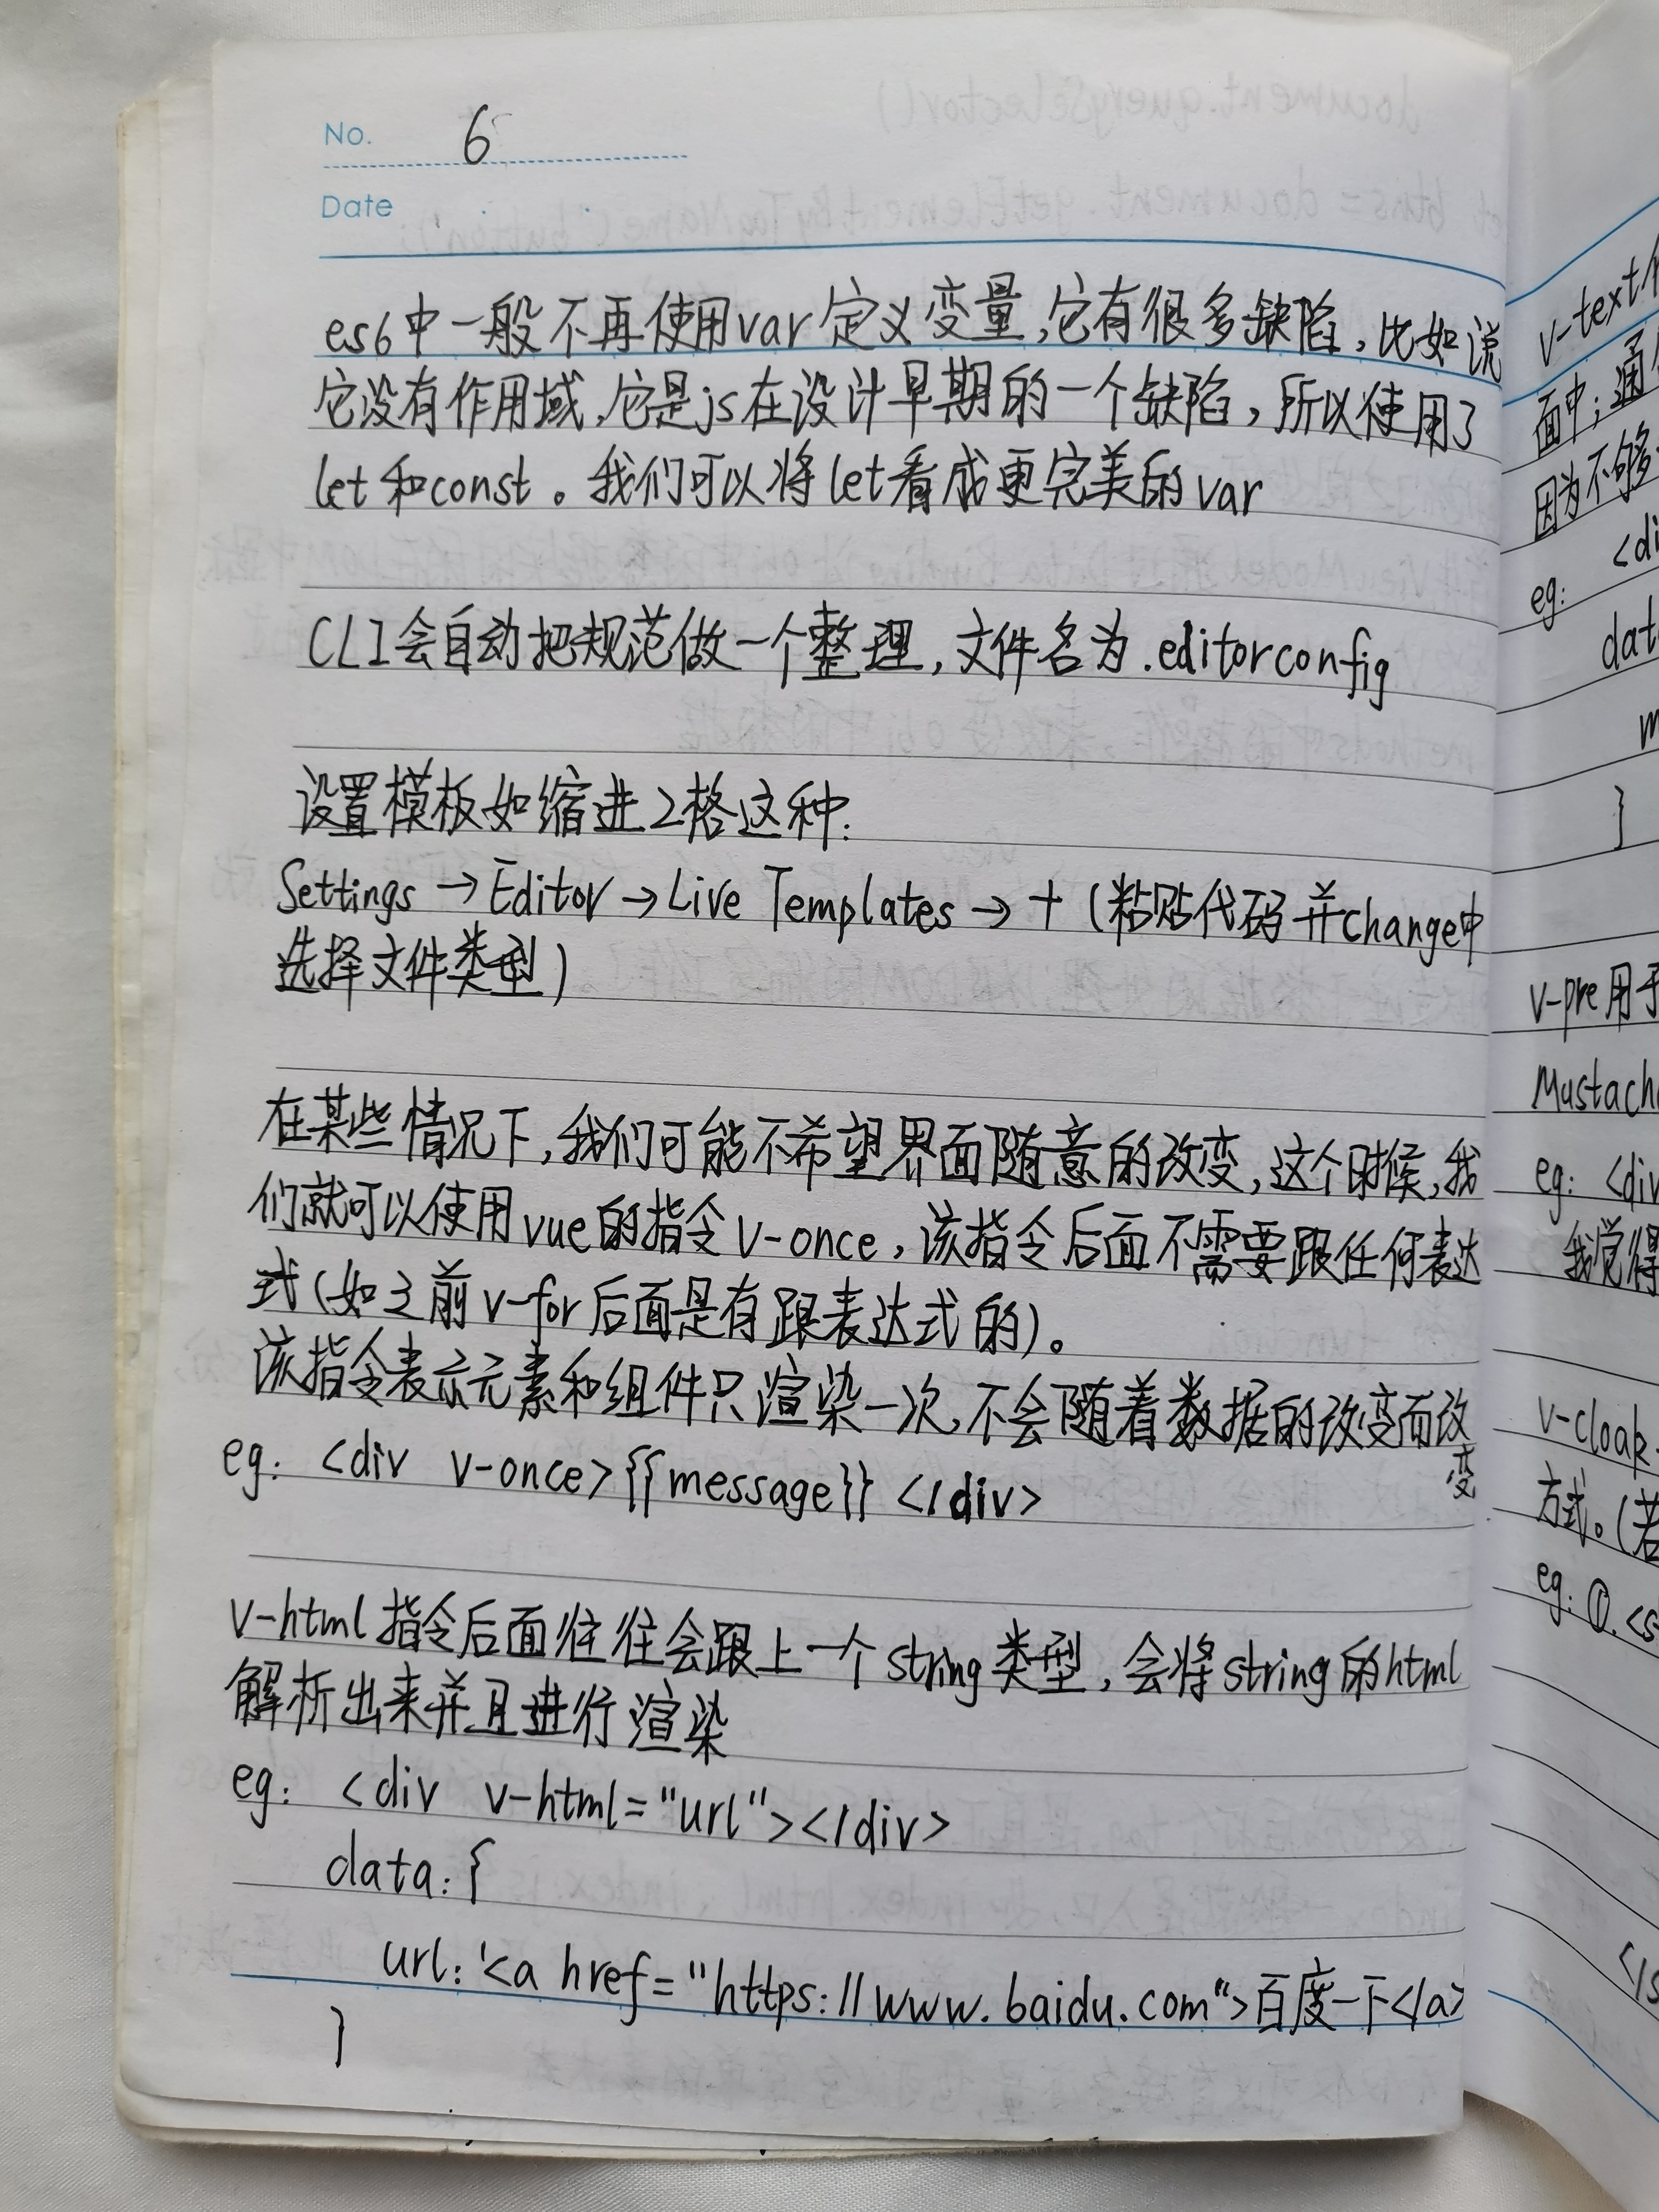 No. 6
Date
es6中一般不再使用var定义变量,它有很多缺陷,比如说
它没有作用域,它是js在设计早期的一个缺陷,所以使用了
let和const。我们可以将let看成更完美的var
CLI会自动把规范做一个整理,文件名为.editorconfig
设置模板如缩进2格这种:
Settings→Editor→Live Templates→+(粘贴代码并change中
选择文件类型)
在某些情况下,我们可能不希望界面随意的改变,这个时候,我
们就可以使用vue的指令v-once,该指令后面不需要跟任何表达
式(如之前v-for后面是有跟表达式的)。
该指令表示元素和组件只渲染一次,不会随着数据的改变而改
变
eg: <div v-once>{{message}}</div>
v-html指令后面往往会跟上一个string类型,会将string的html
解析出来并且进行渲染
eg: <div v-html="url"></div>
data:{
url:'<a href="https://www.baidu.com">百度一下</a>
}
v-text
面中;通
因为不够
eg: <di
dat
m
}
v-pre用于
Mustach
eg: <div
我觉得
v-cloak
方式。(若
eg:①.<s
</s